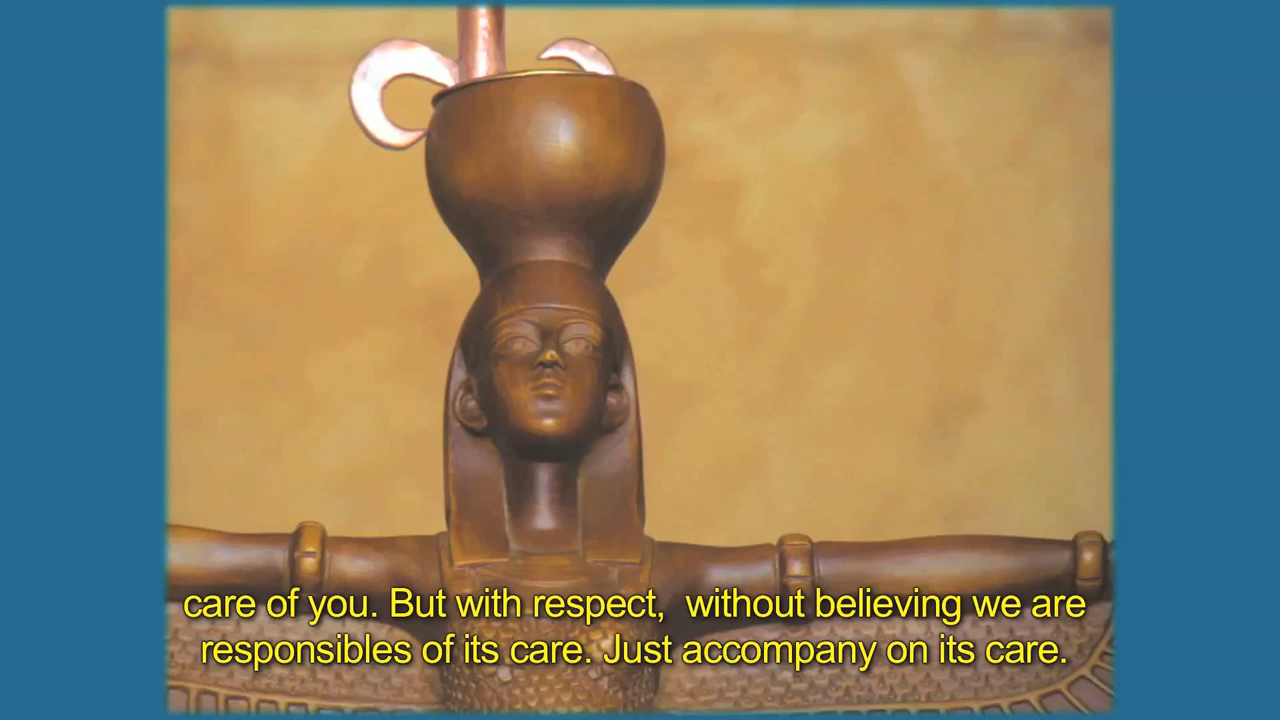 care of you. But with respect,  without believing we are
responsibles of its care. Just accompany on its care.